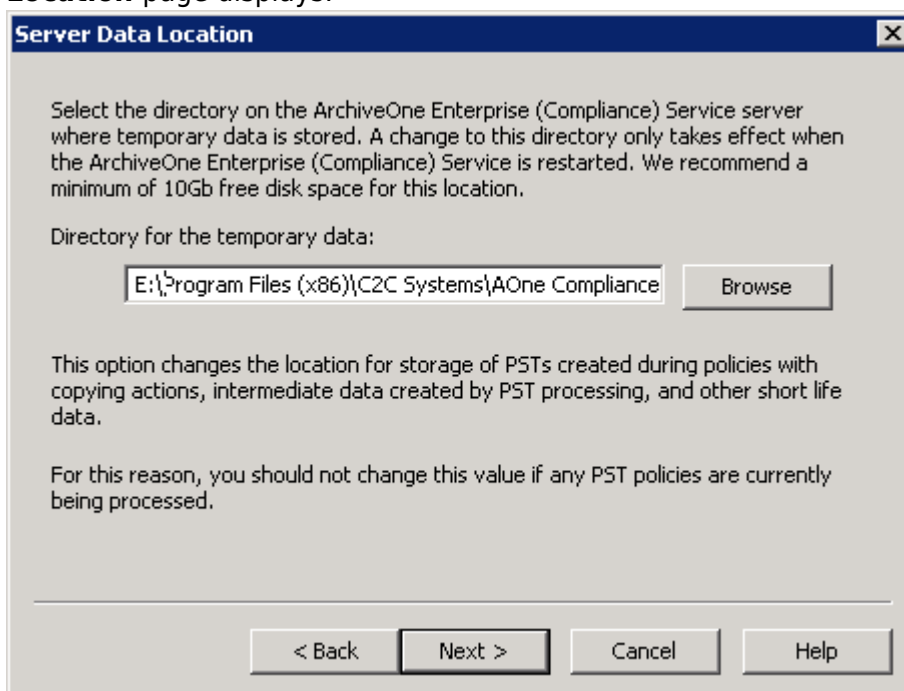 Location page displays.
Server Data Location
Select the directory on the ArchiveOne Enterprise (Compliance) Service server
where temporary data is stored. A change to this directory only takes effect when
the ArchiveOne Enterprise (Compliance) Service is restarted. We recommend a
minimum of 10Gb free disk space for this location.
Directory for the temporary data:
E:\Program Files (x86)\C2C Systems\AOne Compliance
Browse
This option changes the location for storage of PSTs created during policies with
copying actions, intermediate data created by PST processing, and other short life
data.
For this reason, you should not change this value if any PST policies are currently
being processed.
< Back
Next >
Cancel
Help